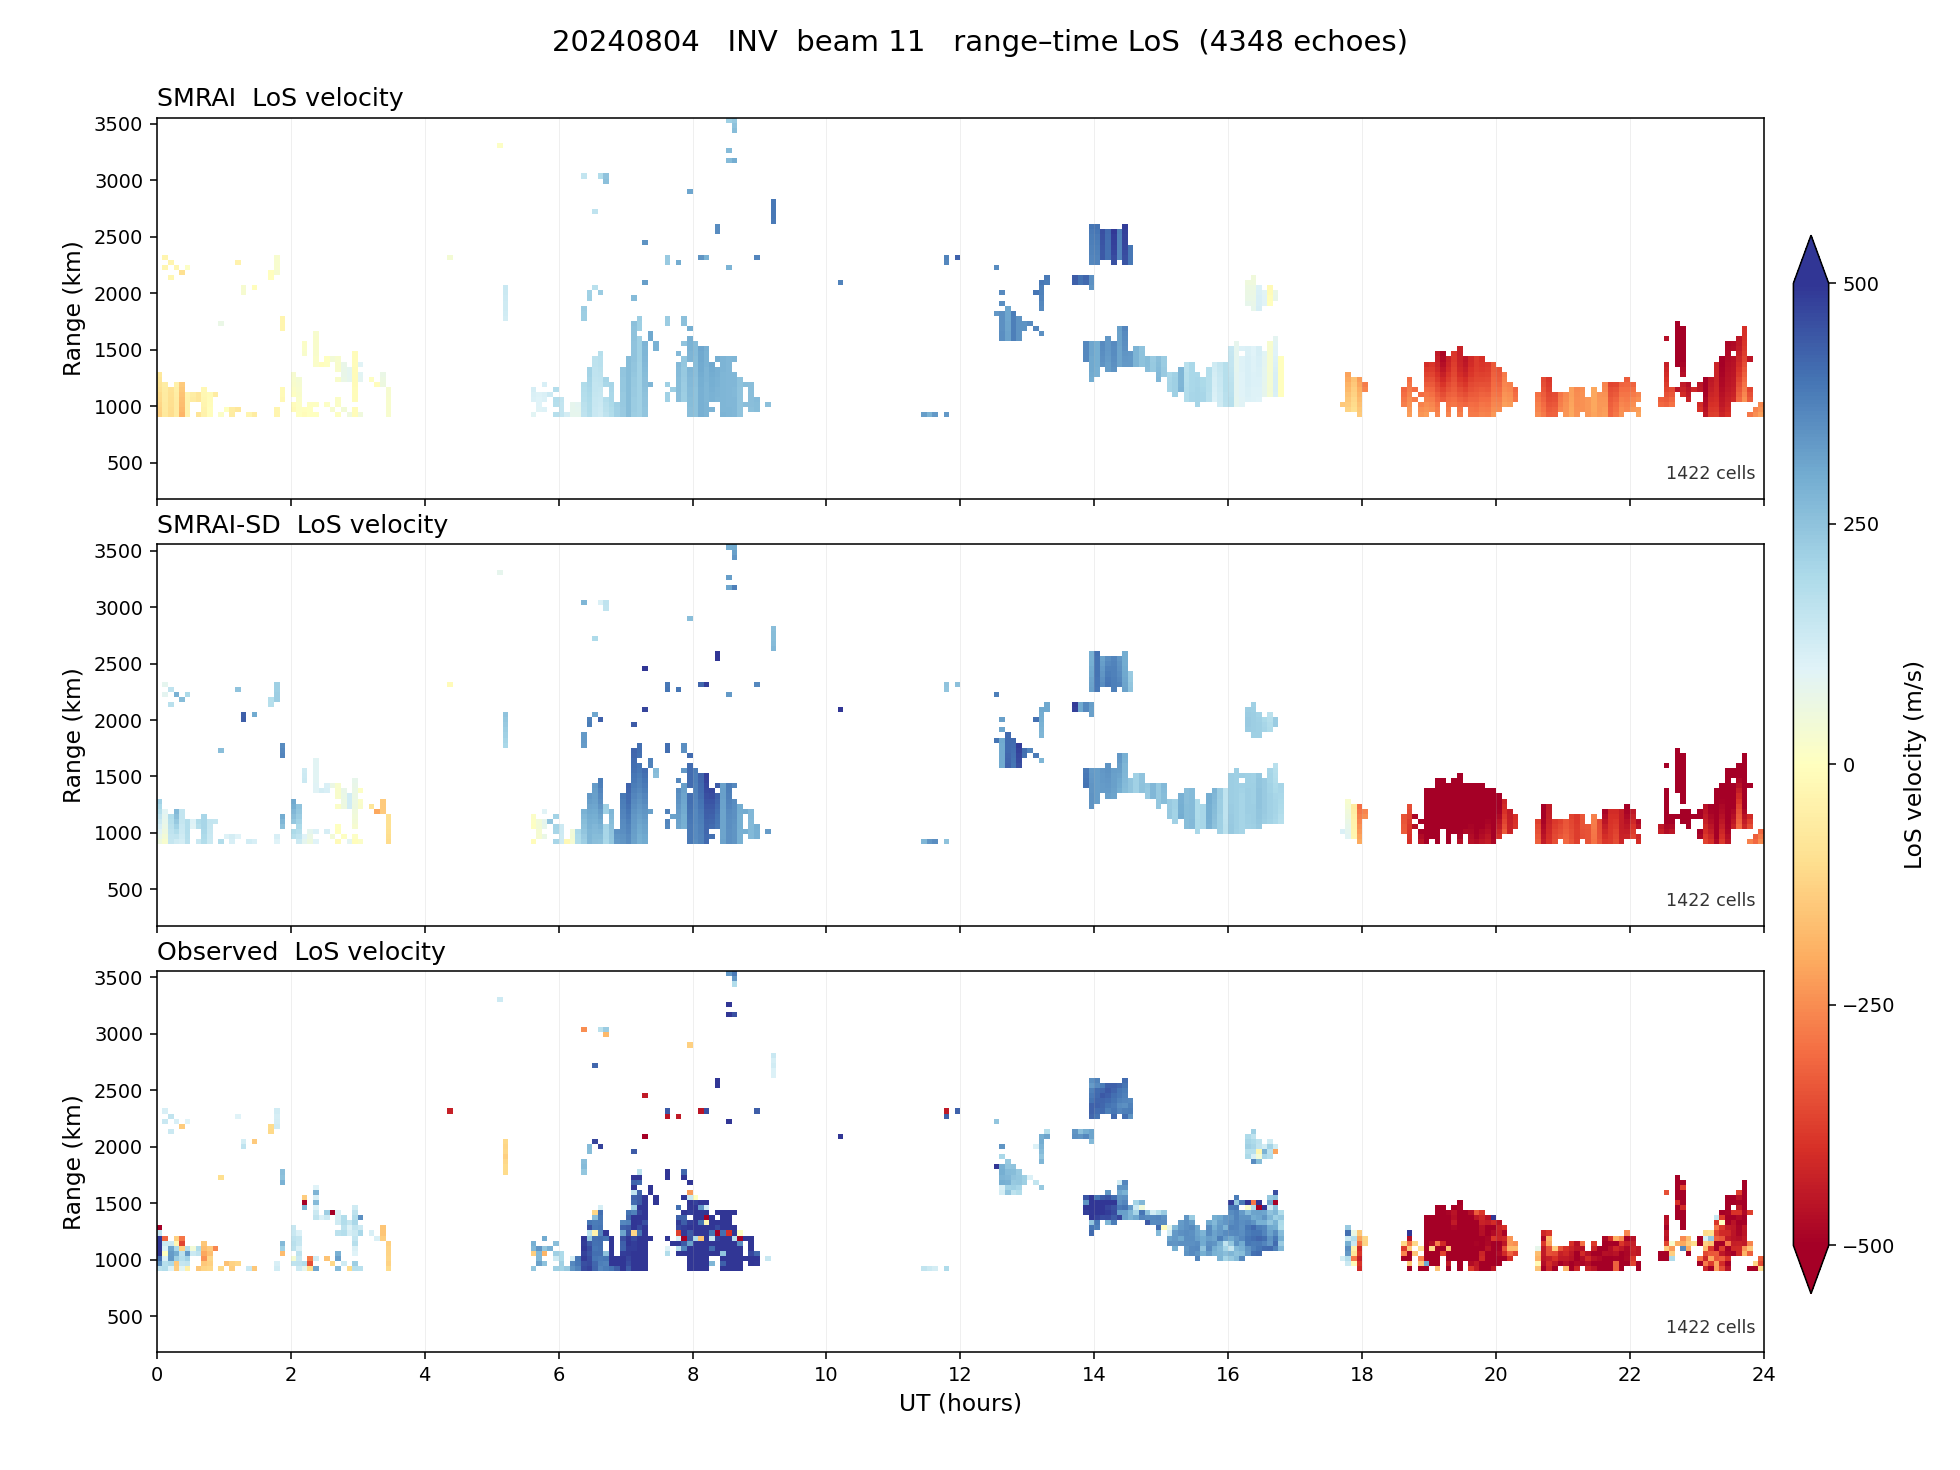 20240804   INV  beam 11   range–time LoS  (4348 echoes)
SMRAI  LoS velocity
3500
3000
2500
2000
1500
1000
500
Range (km)
1422 cells
SMRAI-SD  LoS velocity
3500
3000
2500
2000
1500
1000
500
Range (km)
1422 cells
Observed  LoS velocity
3500
3000
2500
2000
1500
1000
500
Range (km)
1422 cells
0 2 4 6 8 10 12 14 16 18 20 22 24
UT (hours)
500
250
0
−250
−500
LoS velocity (m/s)